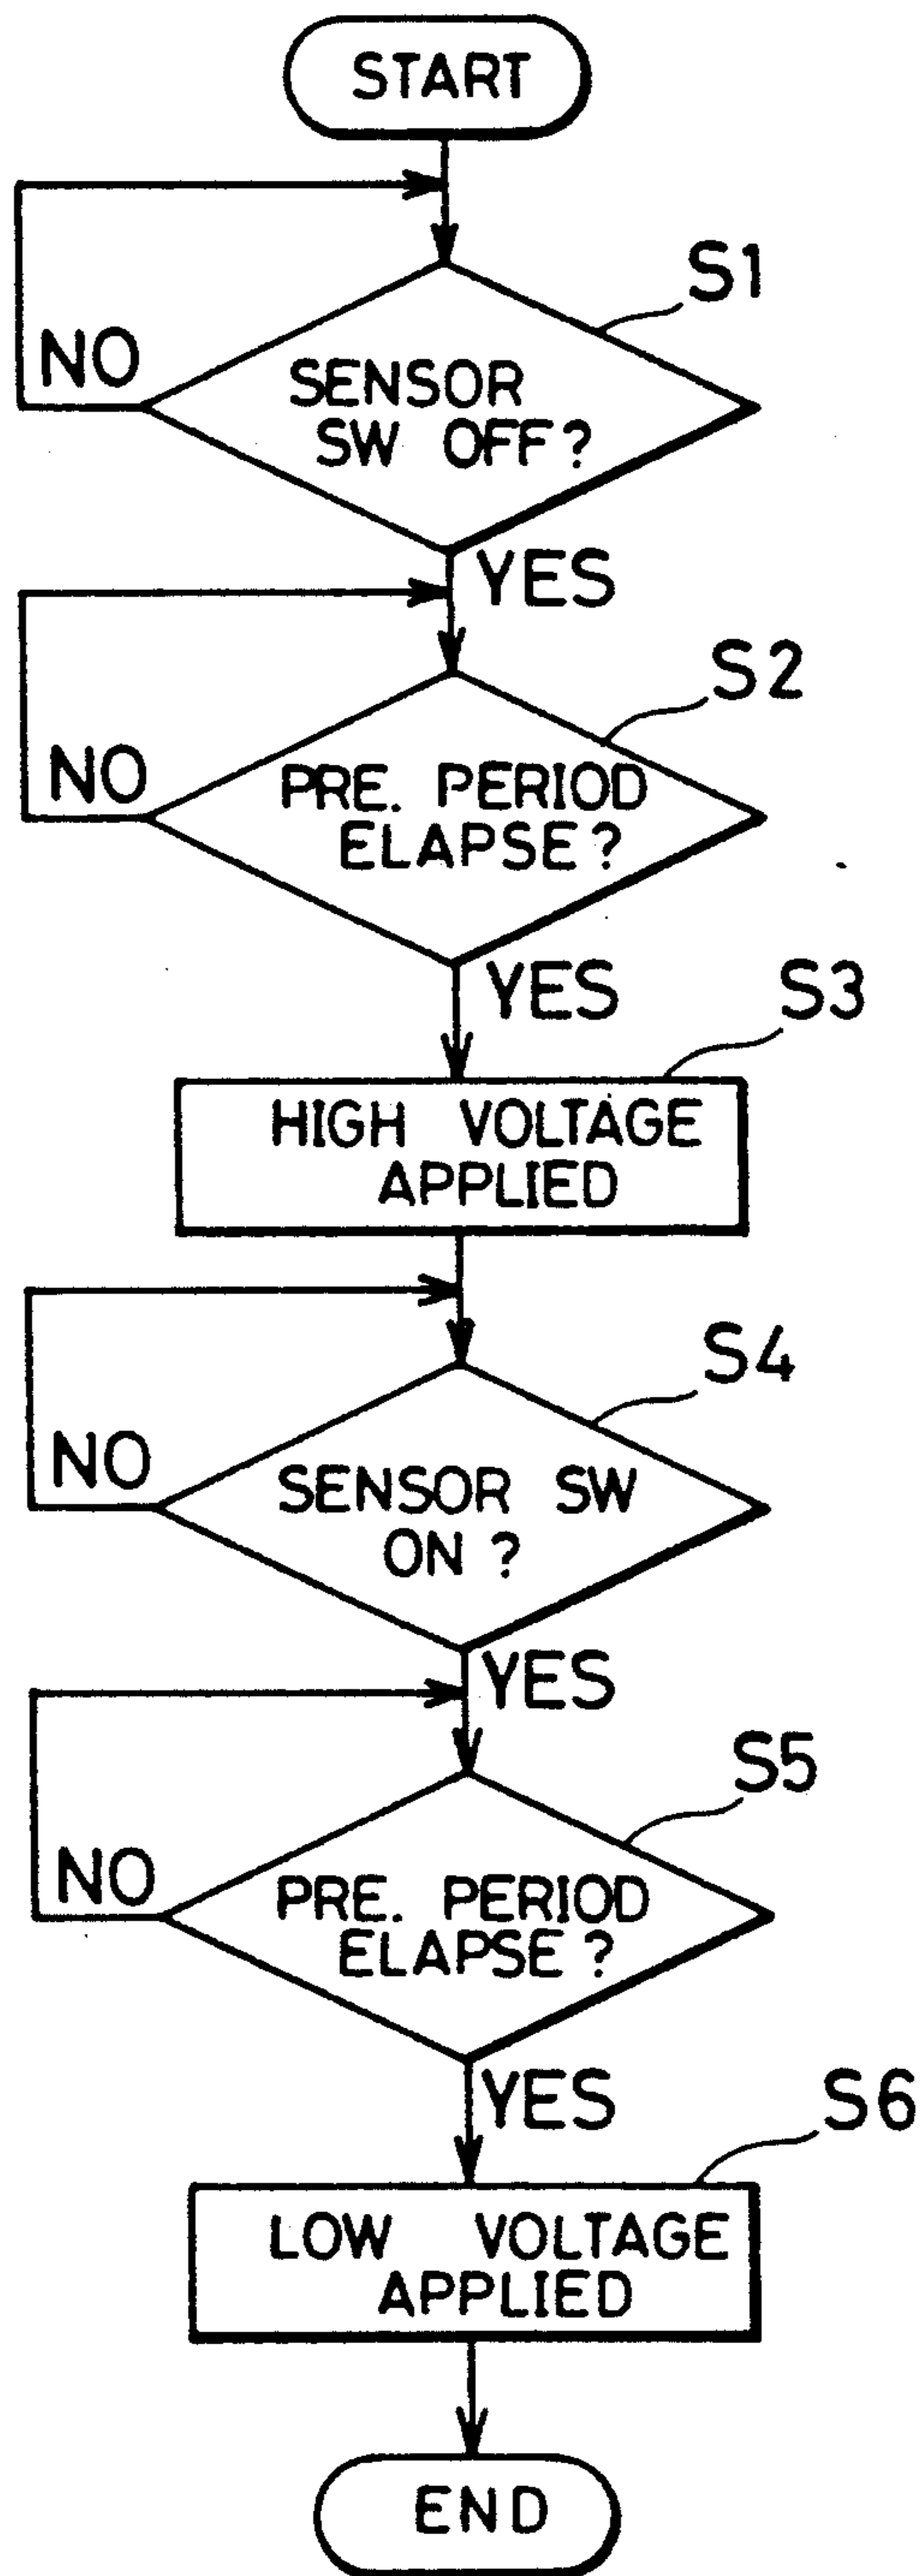 START
S1
NO
SENSOR
SW OFF?
YES
S2
NO
PRE. PERIOD
ELAPSE?
YES
S3
HIGH VOLTAGE
APPLIED
S4
NO
SENSOR SW
ON ?
YES
S5
NO
PRE. PERIOD
ELAPSE ?
YES
S6
LOW VOLTAGE
APPLIED
END